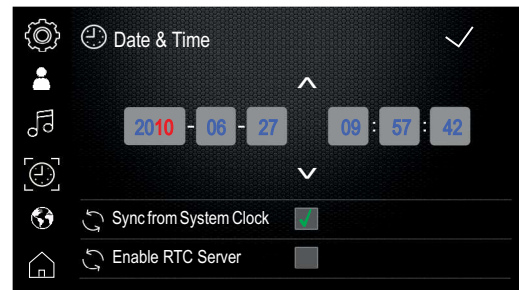 Date & Time
2010 - 06 - 27 09 : 57 : 42
Sync from System Clock
Enable RTC Server